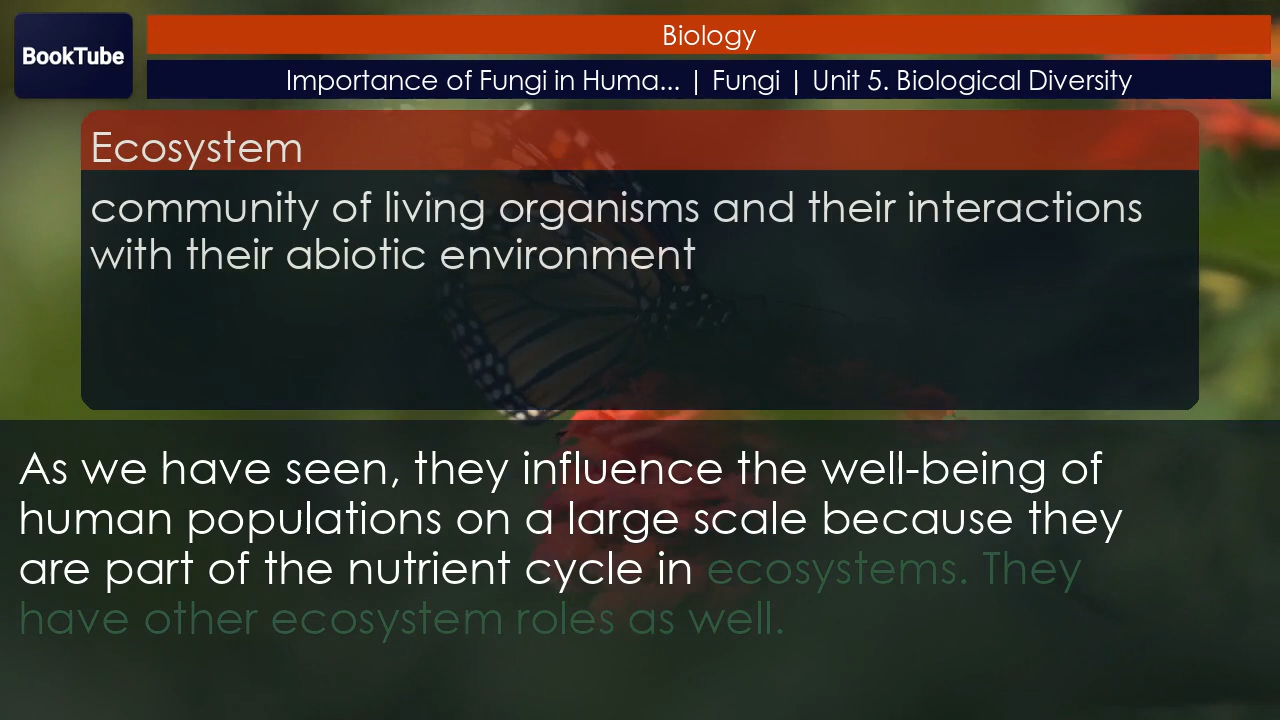 BookTube
Biology
Importance of Fungi in Huma... | Fungi | Unit 5. Biological Diversity
Ecosystem
community of living organisms and their interactions
with their abiotic environment
As we have seen, they influence the well-being of
human populations on a large scale because they
are part of the nutrient cycle in ecosystems. They
have other ecosystem roles as well.